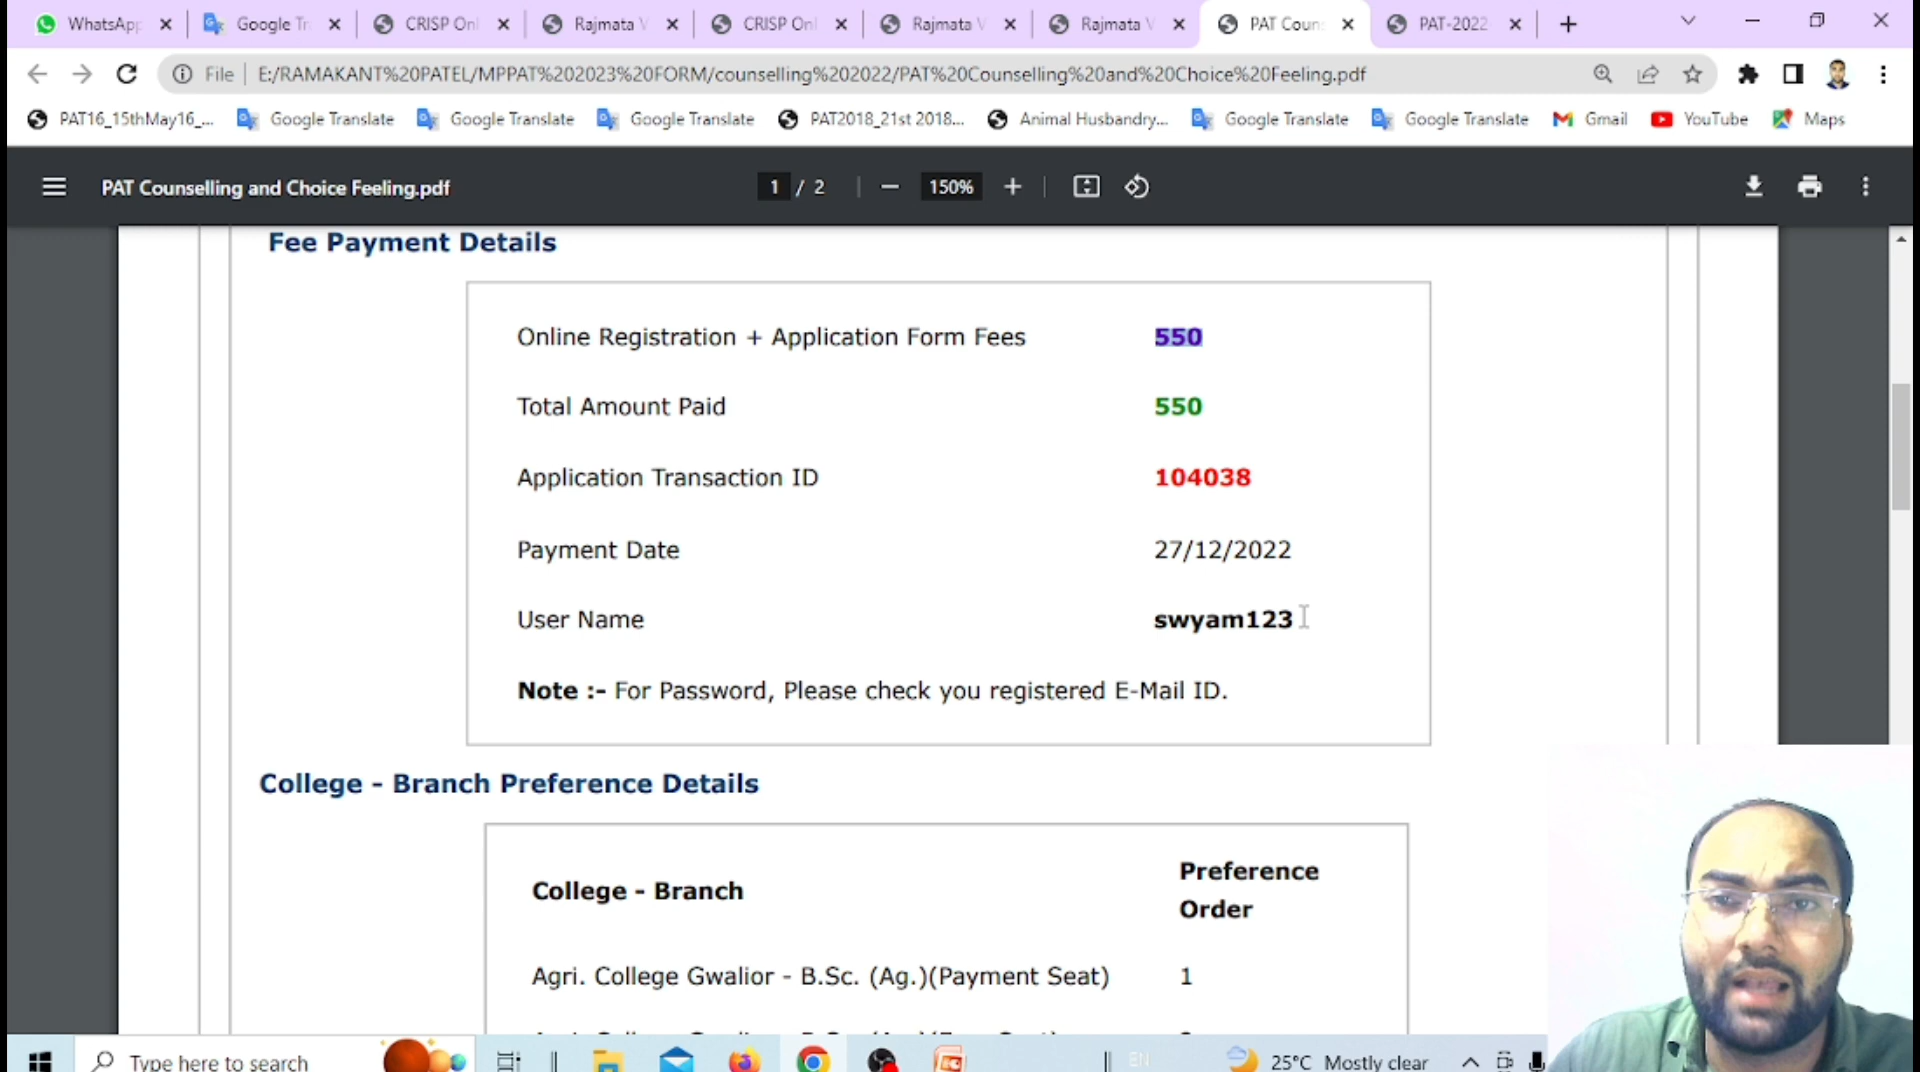 WhatsApp Google Tr CRISP Onl Rajmata V CRISP Onl Rajmata V Rajmata V PAT Coun PAT-2022
File E:/RAMAKANT%20PATEL/MPPAT%202023%20FORM/counselling%202022/PAT%20Counselling%20and%20Choice%20Feeling.pdf
PAT16_15thMay16_... Google Translate Google Translate Google Translate PAT2018_21st 2018... Animal Husbandry... Google Translate Google Translate Gmail YouTube Maps
PAT Counselling and Choice Feeling.pdf 1 / 2 150%
Fee Payment Details
Online Registration + Application Form Fees 550
Total Amount Paid 550
Application Transaction ID 104038
Payment Date 27/12/2022
User Name swyam123
Note :- For Password, Please check you registered E-Mail ID.
College - Branch Preference Details
College - Branch Preference Order
Agri. College Gwalior - B.Sc. (Ag.)(Payment Seat) 1
Type here to search EN 25°C Mostly clear